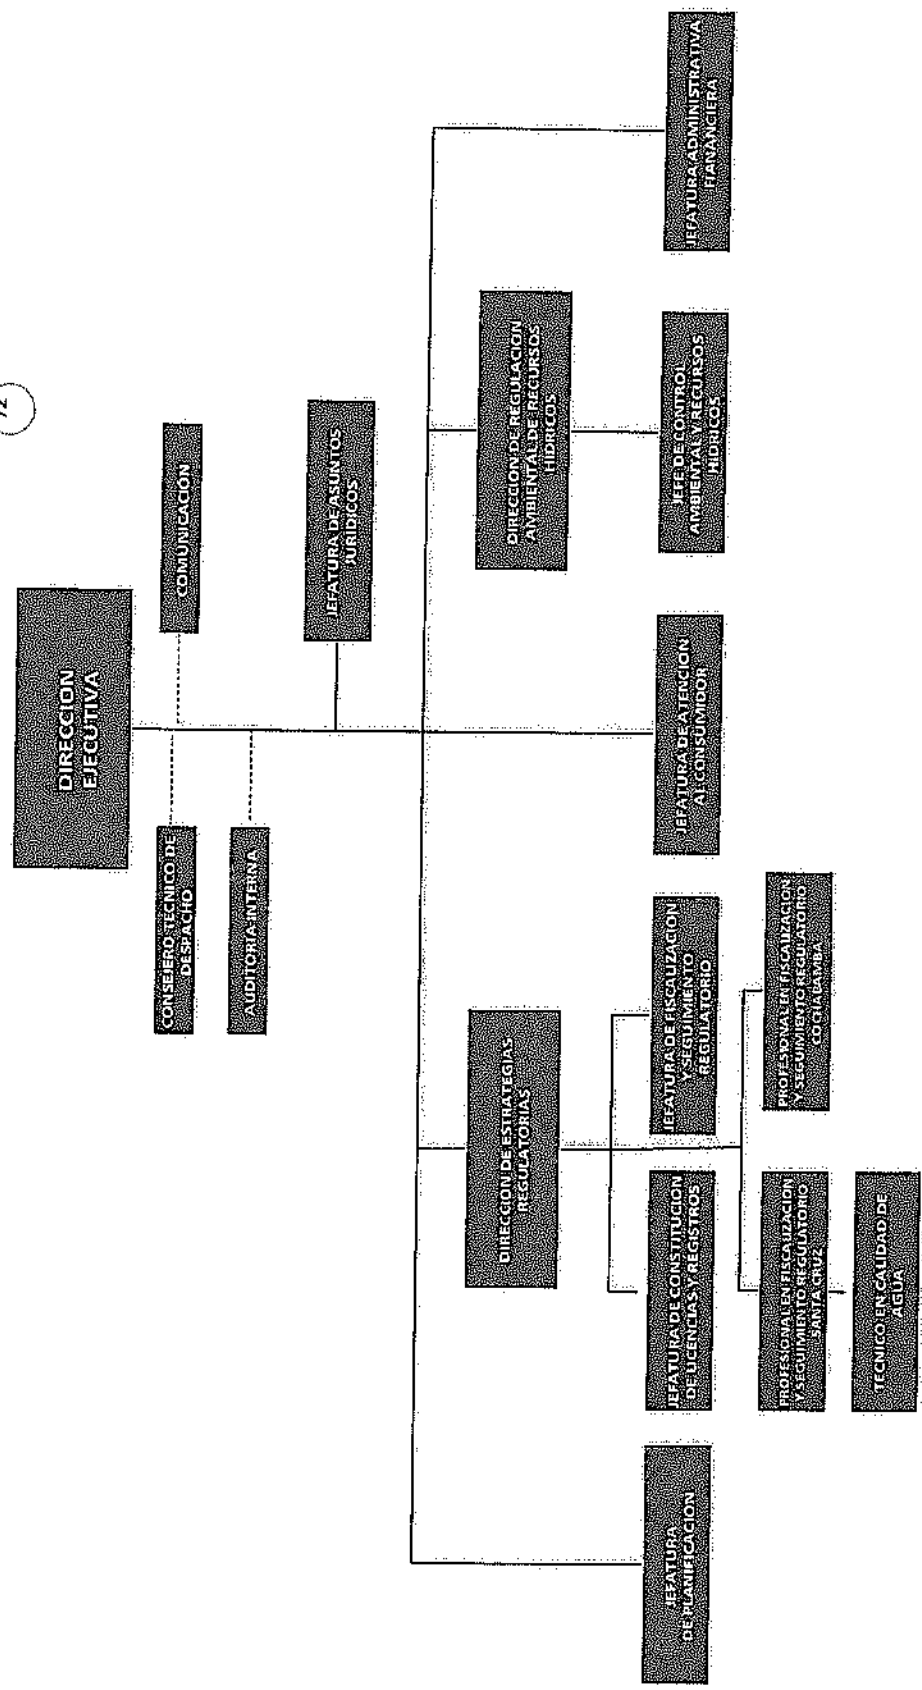 72
DIRECCION
EJECUTIVA
CONSEJERO TECNICO DE
DESPACHO
COMUNICACIÓN
AUDITORIA INTERNA
JEFATURA DE ASUNTOS
JURIDICOS
DIRECCION DE ESTRATEGIAS
REGULATORIAS
DIRECCION DE REGULACION
AMBIENTAL DE RECURSOS
HÍDRICOS
JEFATURA
DE PLANIFICACION
JEFATURA DE CONSTITUCION
DE LICENCIAS Y REGISTROS
JEFATURA DE FISCALIZACION
Y SEGUIMIENTO
REGULATORIO
JEFATURA DE ATENCION
AL CONSUMIDOR
JEFE DE CONTROL
AMBIENTAL Y RECURSOS
HIDRICOS
JEFATURA ADMINISTRATIVA
FIANANCIERA
PROFESIONAL EN FISCALIZACION
Y SEGUIMIENTO REGULATORIO
SANTA CRUZ
PROFESIONAL EN FISCALIZACION
Y SEGUIMIENTO REGULATORIO
COCHABAMBA
TECNICO EN CALIDAD DE
AGUA